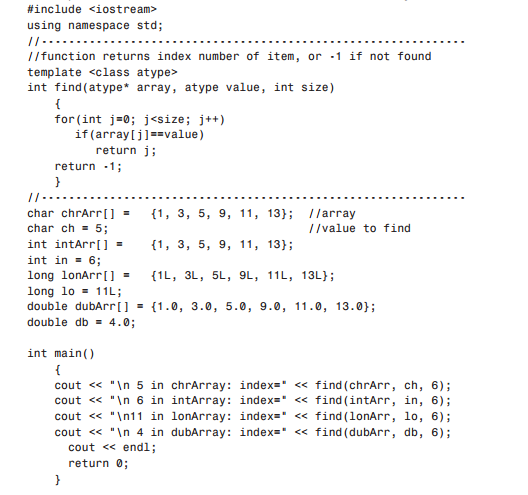 #include <iostream>
using namespace std;
//--------------------------------------------------------------
//function returns index number of item, or -1 if not found
template <class atype>
int find(atype* array, atype value, int size)
{
for(int j=0; j<size; j++)
if(array[j]==value)
return j;
return -1;
}
//--------------------------------------------------------------
char chrArr[] = {1, 3, 5, 9, 11, 13}; //array
char ch = 5; //value to find
int intArr[] = {1, 3, 5, 9, 11, 13};
int in = 6;
long lonArr[] = {1L, 3L, 5L, 9L, 11L, 13L};
long lo = 11L;
double dubArr[] = {1.0, 3.0, 5.0, 9.0, 11.0, 13.0};
double db = 4.0;
int main()
{
cout << "\n 5 in chrArray: index=" << find(chrArr, ch, 6);
cout << "\n 6 in intArray: index=" << find(intArr, in, 6);
cout << "\n11 in lonArray: index=" << find(lonArr, lo, 6);
cout << "\n 4 in dubArray: index=" << find(dubArr, db, 6);
cout << endl;
return 0;
}